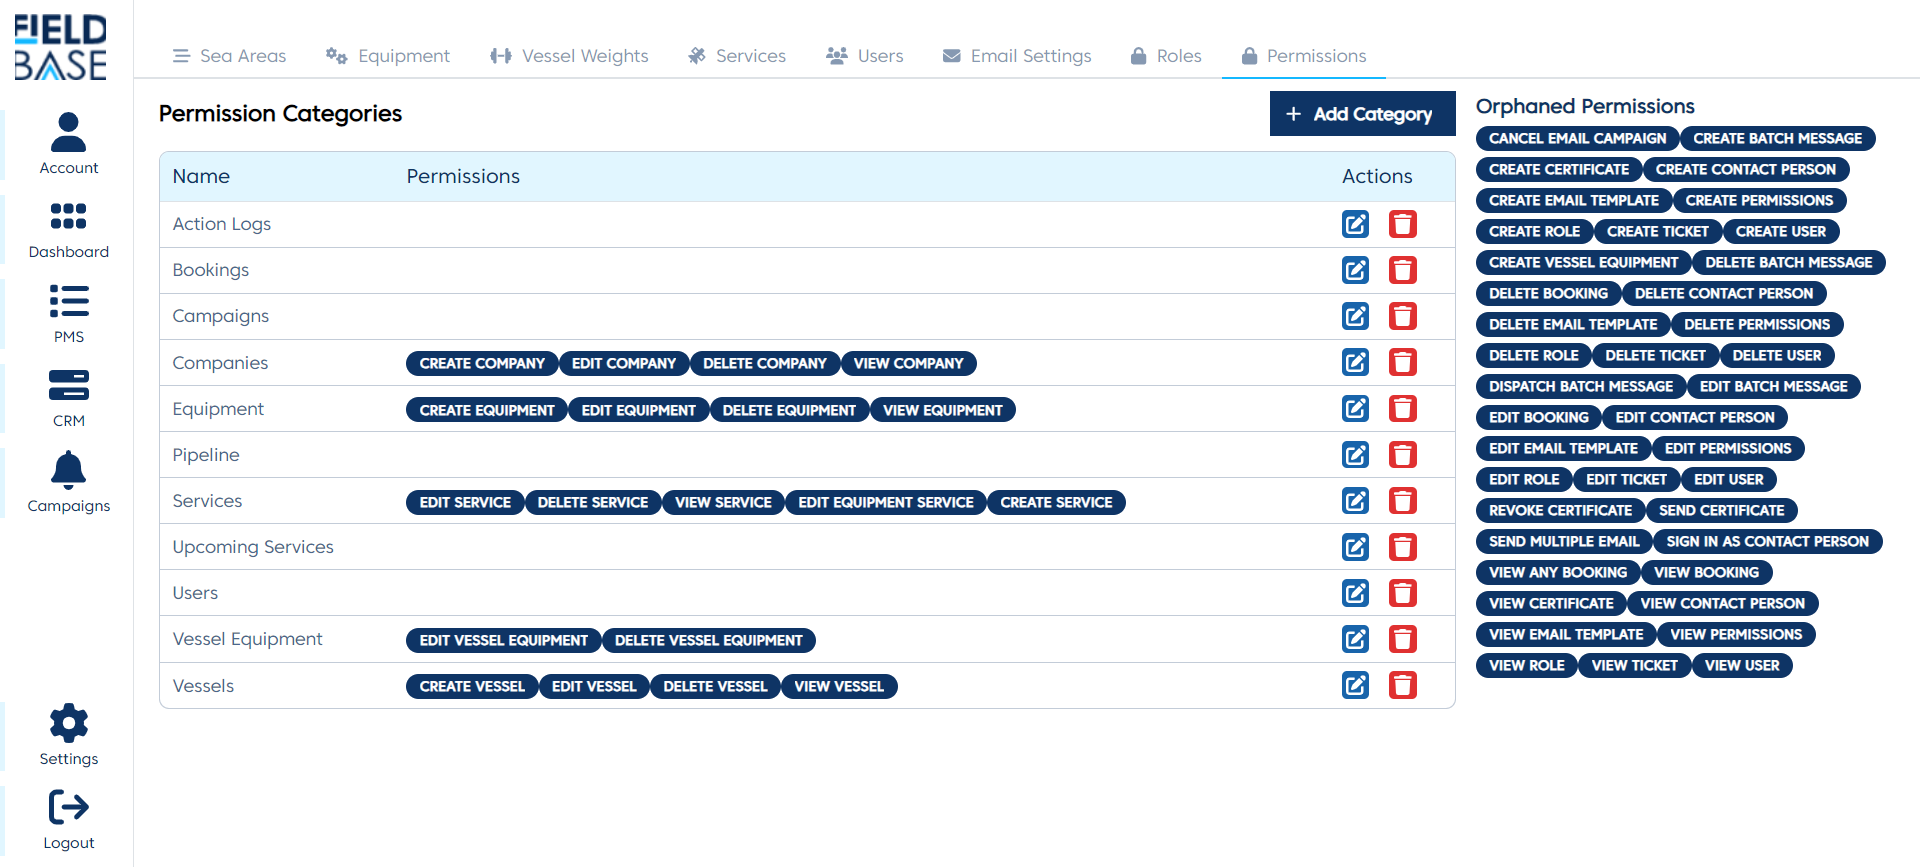 FIELD
BASE
Account
Dashboard
PMS
CRM
Campaigns
Settings
Logout
Sea Areas Equipment Vessel Weights Services Users Email Settings Roles Permissions
Permission Categories
+ Add Category
Name Permissions Actions
Action Logs
Bookings
Campaigns
Companies CREATE COMPANY EDIT COMPANY DELETE COMPANY VIEW COMPANY
Equipment CREATE EQUIPMENT EDIT EQUIPMENT DELETE EQUIPMENT VIEW EQUIPMENT
Pipeline
Services EDIT SERVICE DELETE SERVICE VIEW SERVICE EDIT EQUIPMENT SERVICE CREATE SERVICE
Upcoming Services
Users
Vessel Equipment EDIT VESSEL EQUIPMENT DELETE VESSEL EQUIPMENT
Vessels CREATE VESSEL EDIT VESSEL DELETE VESSEL VIEW VESSEL
Orphaned Permissions
CANCEL EMAIL CAMPAIGN CREATE BATCH MESSAGE
CREATE CERTIFICATE CREATE CONTACT PERSON
CREATE EMAIL TEMPLATE CREATE PERMISSIONS
CREATE ROLE CREATE TICKET CREATE USER
CREATE VESSEL EQUIPMENT DELETE BATCH MESSAGE
DELETE BOOKING DELETE CONTACT PERSON
DELETE EMAIL TEMPLATE DELETE PERMISSIONS
DELETE ROLE DELETE TICKET DELETE USER
DISPATCH BATCH MESSAGE EDIT BATCH MESSAGE
EDIT BOOKING EDIT CONTACT PERSON
EDIT EMAIL TEMPLATE EDIT PERMISSIONS
EDIT ROLE EDIT TICKET EDIT USER
REVOKE CERTIFICATE SEND CERTIFICATE
SEND MULTIPLE EMAIL SIGN IN AS CONTACT PERSON
VIEW ANY BOOKING VIEW BOOKING
VIEW CERTIFICATE VIEW CONTACT PERSON
VIEW EMAIL TEMPLATE VIEW PERMISSIONS
VIEW ROLE VIEW TICKET VIEW USER